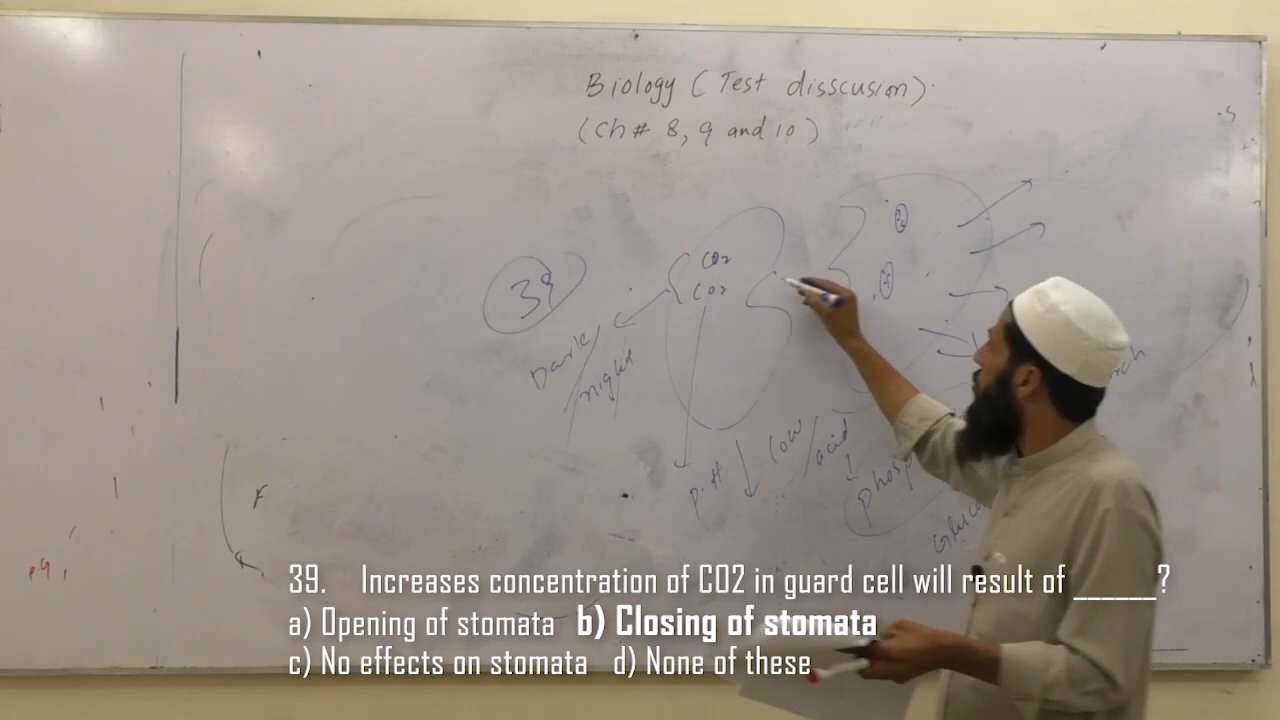 Biology (Test disscusion).
(Ch# 8, 9 and 10)
39
CO2
CO2
Dark/
night
P.H
low/
acid
phosp
Gluco
39. Increases concentration of CO2 in guard cell will result of ______?
a) Opening of stomata b) Closing of stomata
c) No effects on stomata d) None of these